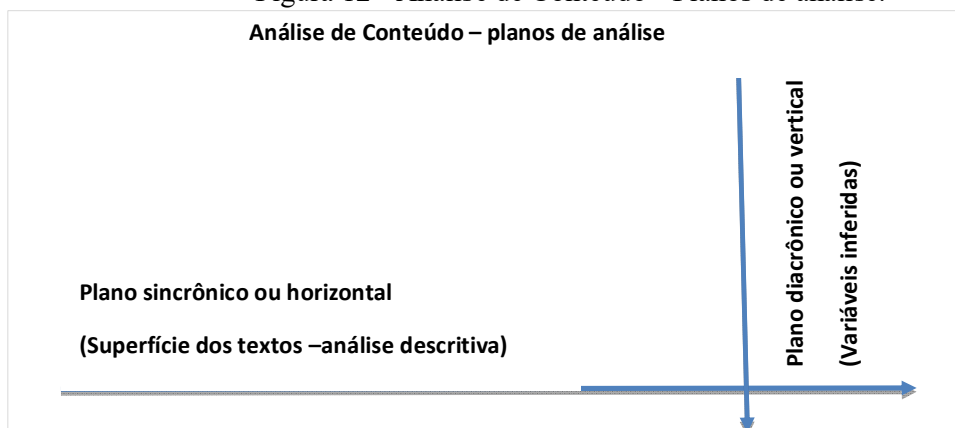 Análise de Conteúdo – planos de análise
Plano sincrônico ou horizontal
(Superfície dos textos –análise descritiva)
Plano diacrônico ou vertical
(Variáveis inferidas)